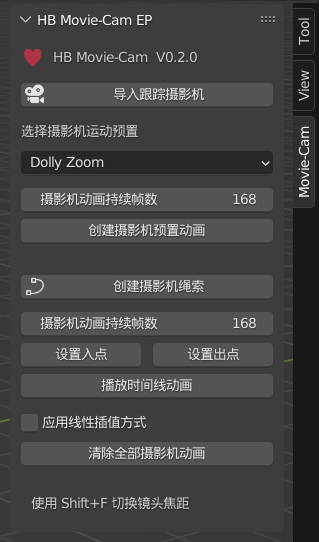 HB Movie-Cam EP
HB Movie-Cam V0.2.0
导入跟踪摄影机
选择摄影机运动预置
Dolly Zoom
摄影机动画持续帧数 168
创建摄影机预置动画
创建摄影机绳索
摄影机动画持续帧数 168
设置入点 设置出点
播放时间线动画
应用线性插值方式
清除全部摄影机动画
使用 Shift+F 切换镜头焦距
Tool
View
Movie-Cam